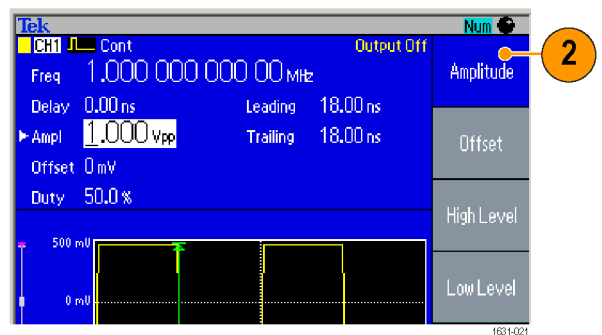 Tek
Num
CH1 Cont
Output Off
Freq 1.000 000 000 00 MHz
Delay 0.00 ns
Leading 18.00 ns
Ampl 1.000 Vpp
Trailing 18.00 ns
Offset 0 mV
Duty 50.0 %
500 mV
0 mV
Amplitude
Offset
High Level
Low Level
2
1631-021